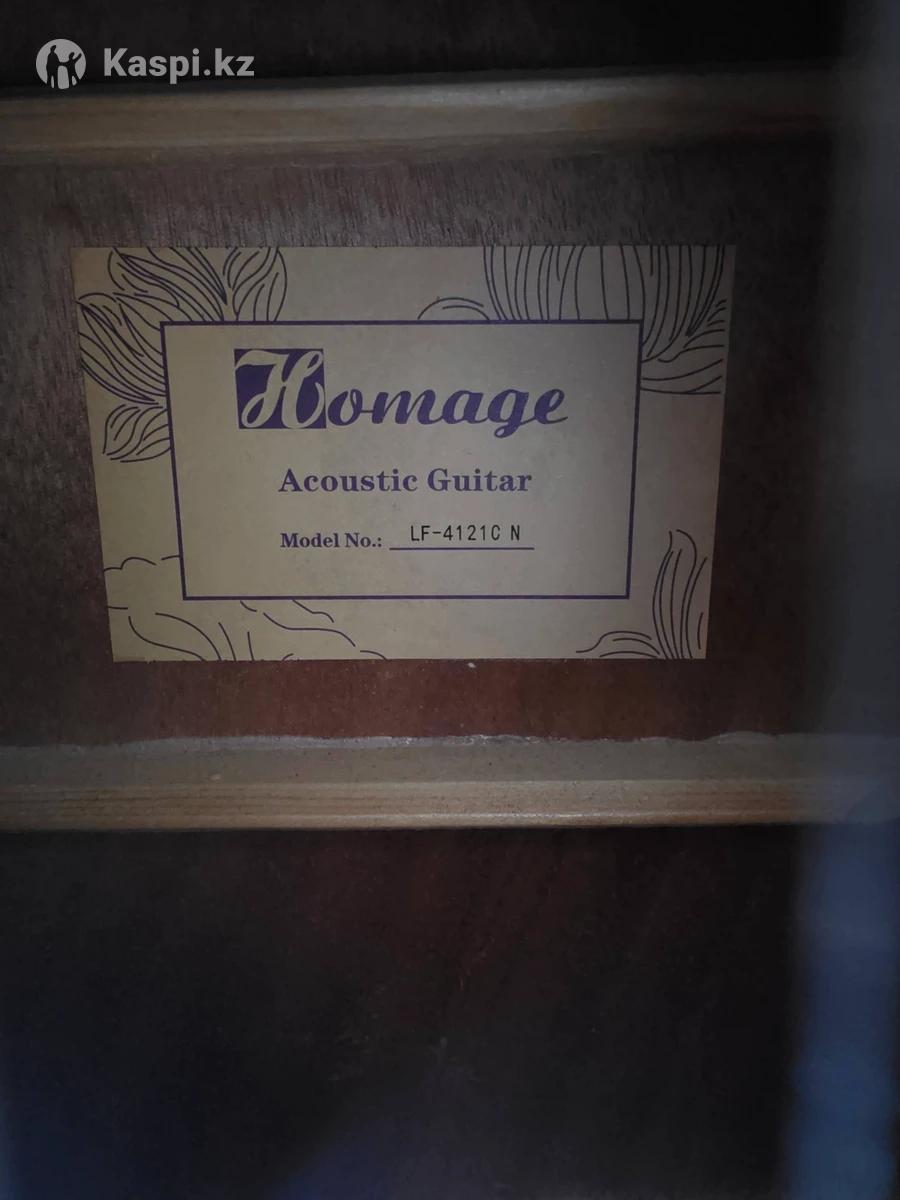 Kaspi.kz
Homage
Acoustic Guitar
Model No.: LF-4121C N